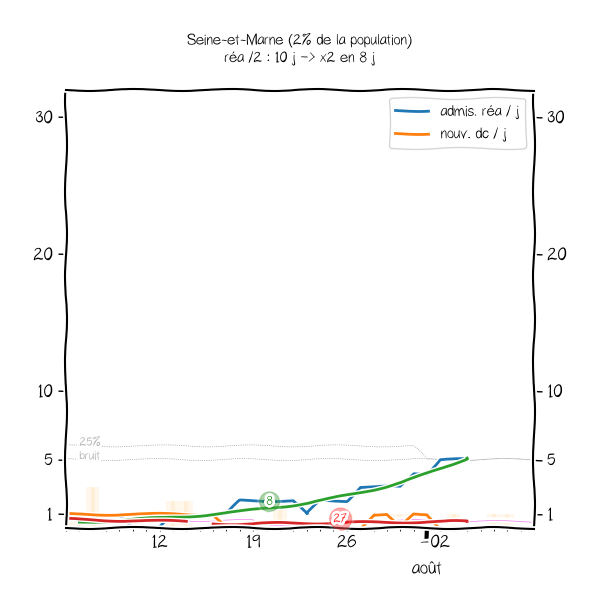 Seine-et-Marne (2% de la population)
réa /2 : 10 j -> x2 en 8 j
admis. réa / j
nouv. dc / j
30 30
20 20
10 10
25%
bruit
5 5
8
27
1 1
12 19 26 02
août